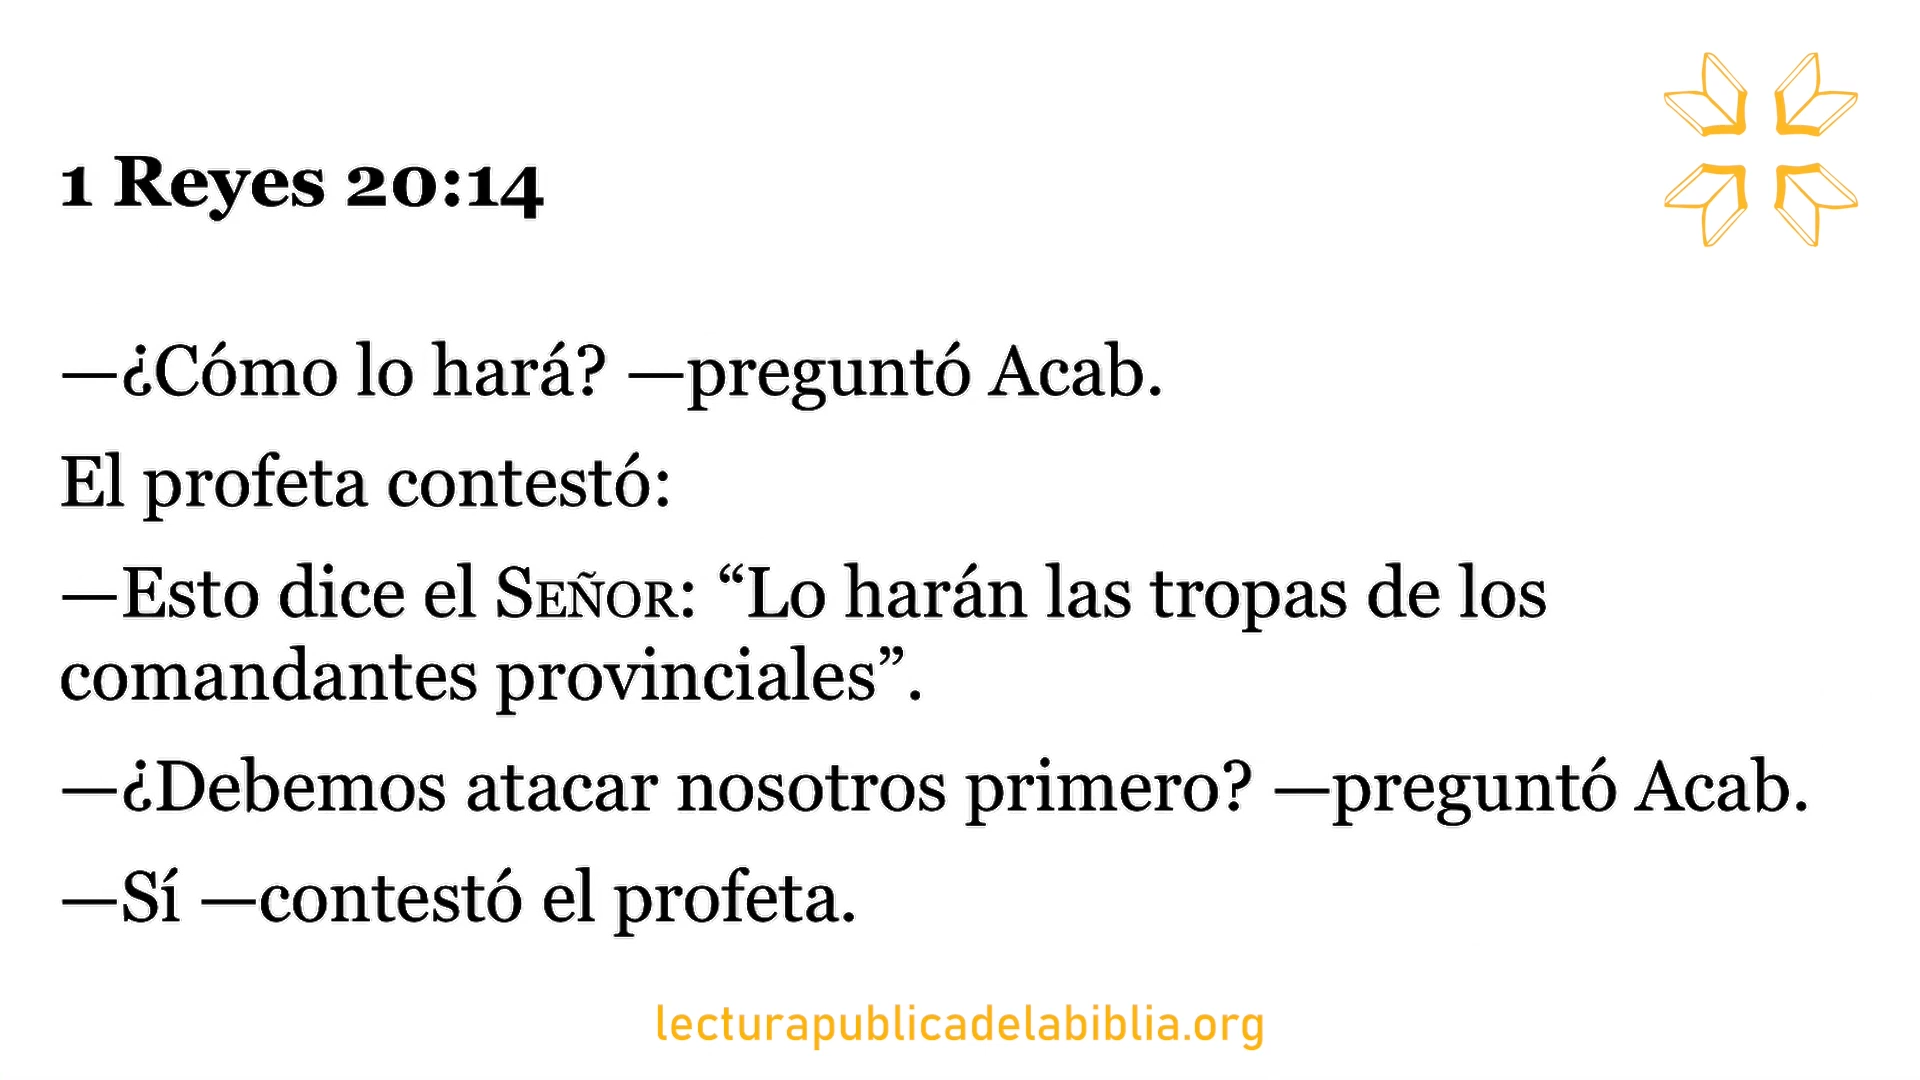 1 Reyes 20:14
—¿Cómo lo hará? —preguntó Acab.
El profeta contestó:
—Esto dice el SEÑOR: “Lo harán las tropas de los
comandantes provinciales”.
—¿Debemos atacar nosotros primero? —preguntó Acab.
—Sí —contestó el profeta.
lecturapublicadelabiblia.org